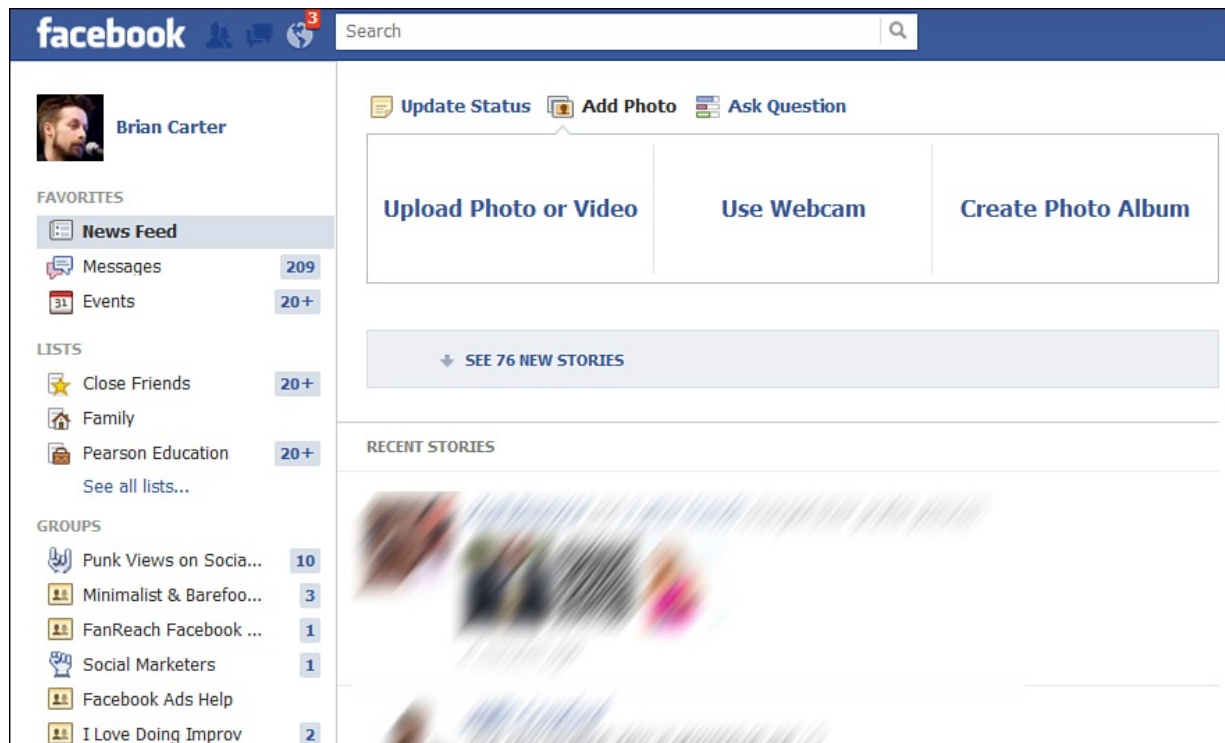 facebook
3
Search
Brian Carter
Update Status
Add Photo
Ask Question
Upload Photo or Video
Use Webcam
Create Photo Album
FAVORITES
News Feed
Messages 209
31
Events 20+
SEE 76 NEW STORIES
LISTS
Close Friends 20+
Family
Pearson Education 20+
See all lists...
RECENT STORIES
GROUPS
Punk Views on Socia... 10
Minimalist & Barefoo... 3
FanReach Facebook ... 1
Social Marketers 1
Facebook Ads Help
I Love Doing Improv 2